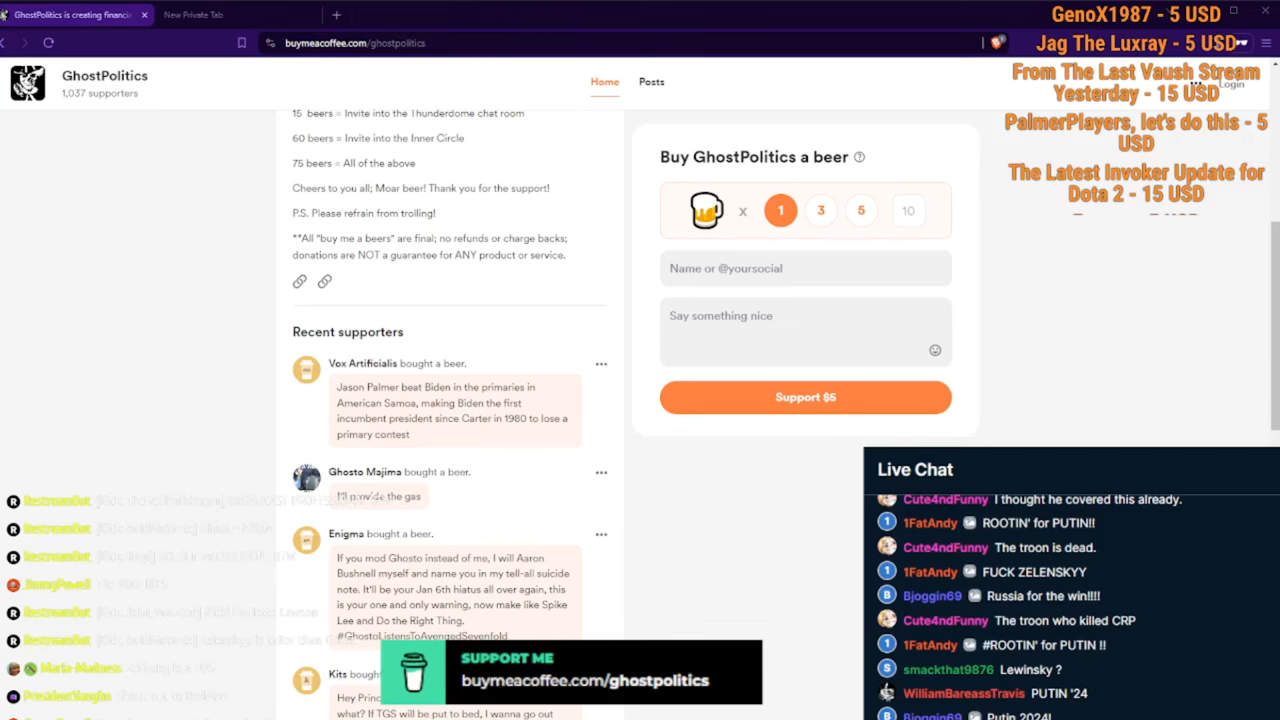 GhostPolitics is creating financi
New Private Tab
buymeacoffee.com/ghostpolitics
GenoX1987 - 5 USD
Jag The Luxray - 5 USD
From The Last Vaush Stream
Yesterday - 15 USD
PalmerPlayers, let's do this - 5
USD
The Latest Invoker Update for
Dota 2 - 15 USD
GhostPolitics
1,037 supporters
Home
Posts
Login
15 beers = Invite into the Thunderdome chat room
60 beers = Invite into the Inner Circle
75 beers = All of the above
Cheers to you all; Moar beer! Thank you for the support!
P.S. Please refrain from trolling!
**All "buy me a beers" are final; no refunds or charge backs;
donations are NOT a guarantee for ANY product or service.
Recent supporters
Vox Artificialis bought a beer.
Jason Palmer beat Biden in the primaries in
American Samoa, making Biden the first
incumbent president since Carter in 1980 to lose a
primary contest
Ghosto Majima bought a beer.
I'll provide the gas
Enigma bought a beer.
If you mod Ghosto instead of me, I will Aaron
Bushnell myself and name you in my tell-all suicide
note. It'll be your Jan 6th hiatus all over again, this
is your one and only warning, now make like Spike
Lee and Do the Right Thing.
#GhostoListensToAvengedSevenfold
Kits bought
Hey Princ
what? If TGS will be put to bed, I wanna go out
Buy GhostPolitics a beer
x 1 3 5 10
Name or @yoursocial
Say something nice
Support $5
SUPPORT ME
buymeacoffee.com/ghostpolitics
RestreamBot
RestreamBot
RestreamBot
JimmyPowell
RestreamBot
RestreamBot
Marta-Madness
PresidentVaughn
Live Chat
Cute4ndFunny I thought he covered this already.
1FatAndy ROOTIN' for PUTIN!!
Cute4ndFunny The troon is dead.
1FatAndy FUCK ZELENSKYY
Bjoggin69 Russia for the win!!!!
Cute4ndFunny The troon who killed CRP
1FatAndy #ROOTIN' for PUTIN !!
smackthat9876 Lewinsky ?
WilliamBareassTravis PUTIN '24
Bjoggin69 Putin 2024!